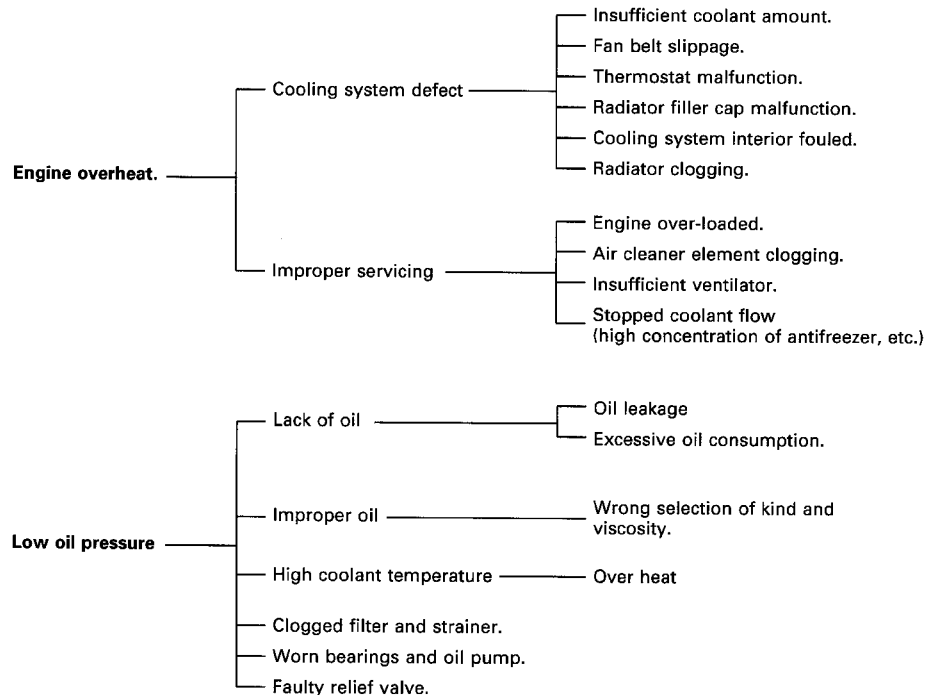 Engine overheat.
Cooling system defect
Insufficient coolant amount.
Fan belt slippage.
Thermostat malfunction.
Radiator filler cap malfunction.
Cooling system interior fouled.
Radiator clogging.
Improper servicing
Engine over-loaded.
Air cleaner element clogging.
Insufficient ventilator.
Stopped coolant flow
(high concentration of antifreezer, etc.)
Low oil pressure
Lack of oil
Oil leakage
Excessive oil consumption.
Improper oil
Wrong selection of kind and
viscosity.
High coolant temperature
Over heat
Clogged filter and strainer.
Worn bearings and oil pump.
Faulty relief valve.